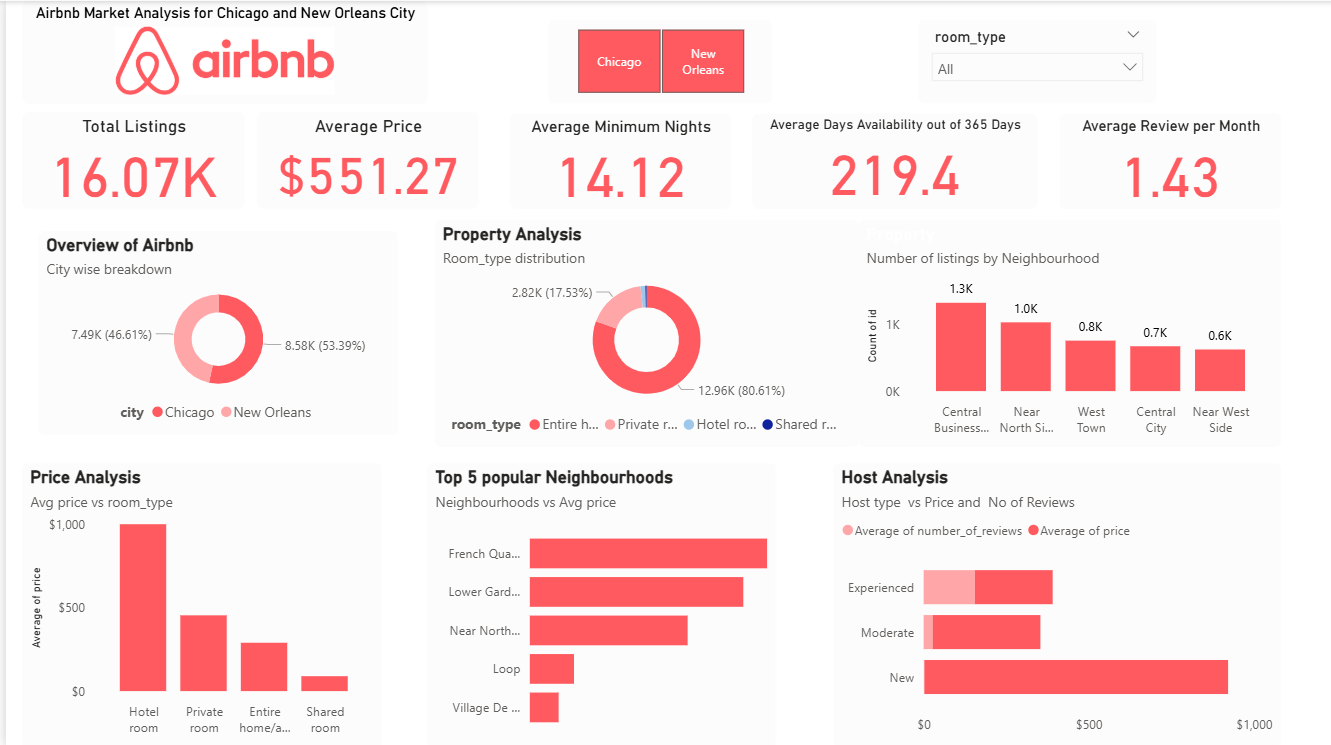 Airbnb Market Analysis for Chicago and New Orleans City
airbnb
Chicago
New
Orleans
room_type
All
Total Listings
16.07K
Average Price
$551.27
Average Minimum Nights
14.12
Average Days Availability out of 365 Days
219.4
Average Review per Month
1.43
Overview of Airbnb
City wise breakdown
7.49K (46.61%)
8.58K (53.39%)
city Chicago New Orleans
Property Analysis
Room_type distribution
2.82K (17.53%)
12.96K (80.61%)
room_type Entire h... Private r... Hotel ro... Shared r...
Property
Number of listings by Neighbourhood
Count of id
1K
0K
1.3K
1.0K
0.8K
0.7K
0.6K
Central
Business...
Near
North Si...
West
Town
Central
City
Near West
Side
Price Analysis
Avg price vs room_type
Average of price
$1,000
$500
$0
Hotel
room
Private
room
Entire
home/a...
Shared
room
Top 5 popular Neighbourhoods
Neighbourhoods vs Avg price
French Qua...
Lower Gard...
Near North...
Loop
Village De ...
Host Analysis
Host type vs Price and No of Reviews
Average of number_of_reviews Average of price
Experienced
Moderate
New
$0
$500
$1,000